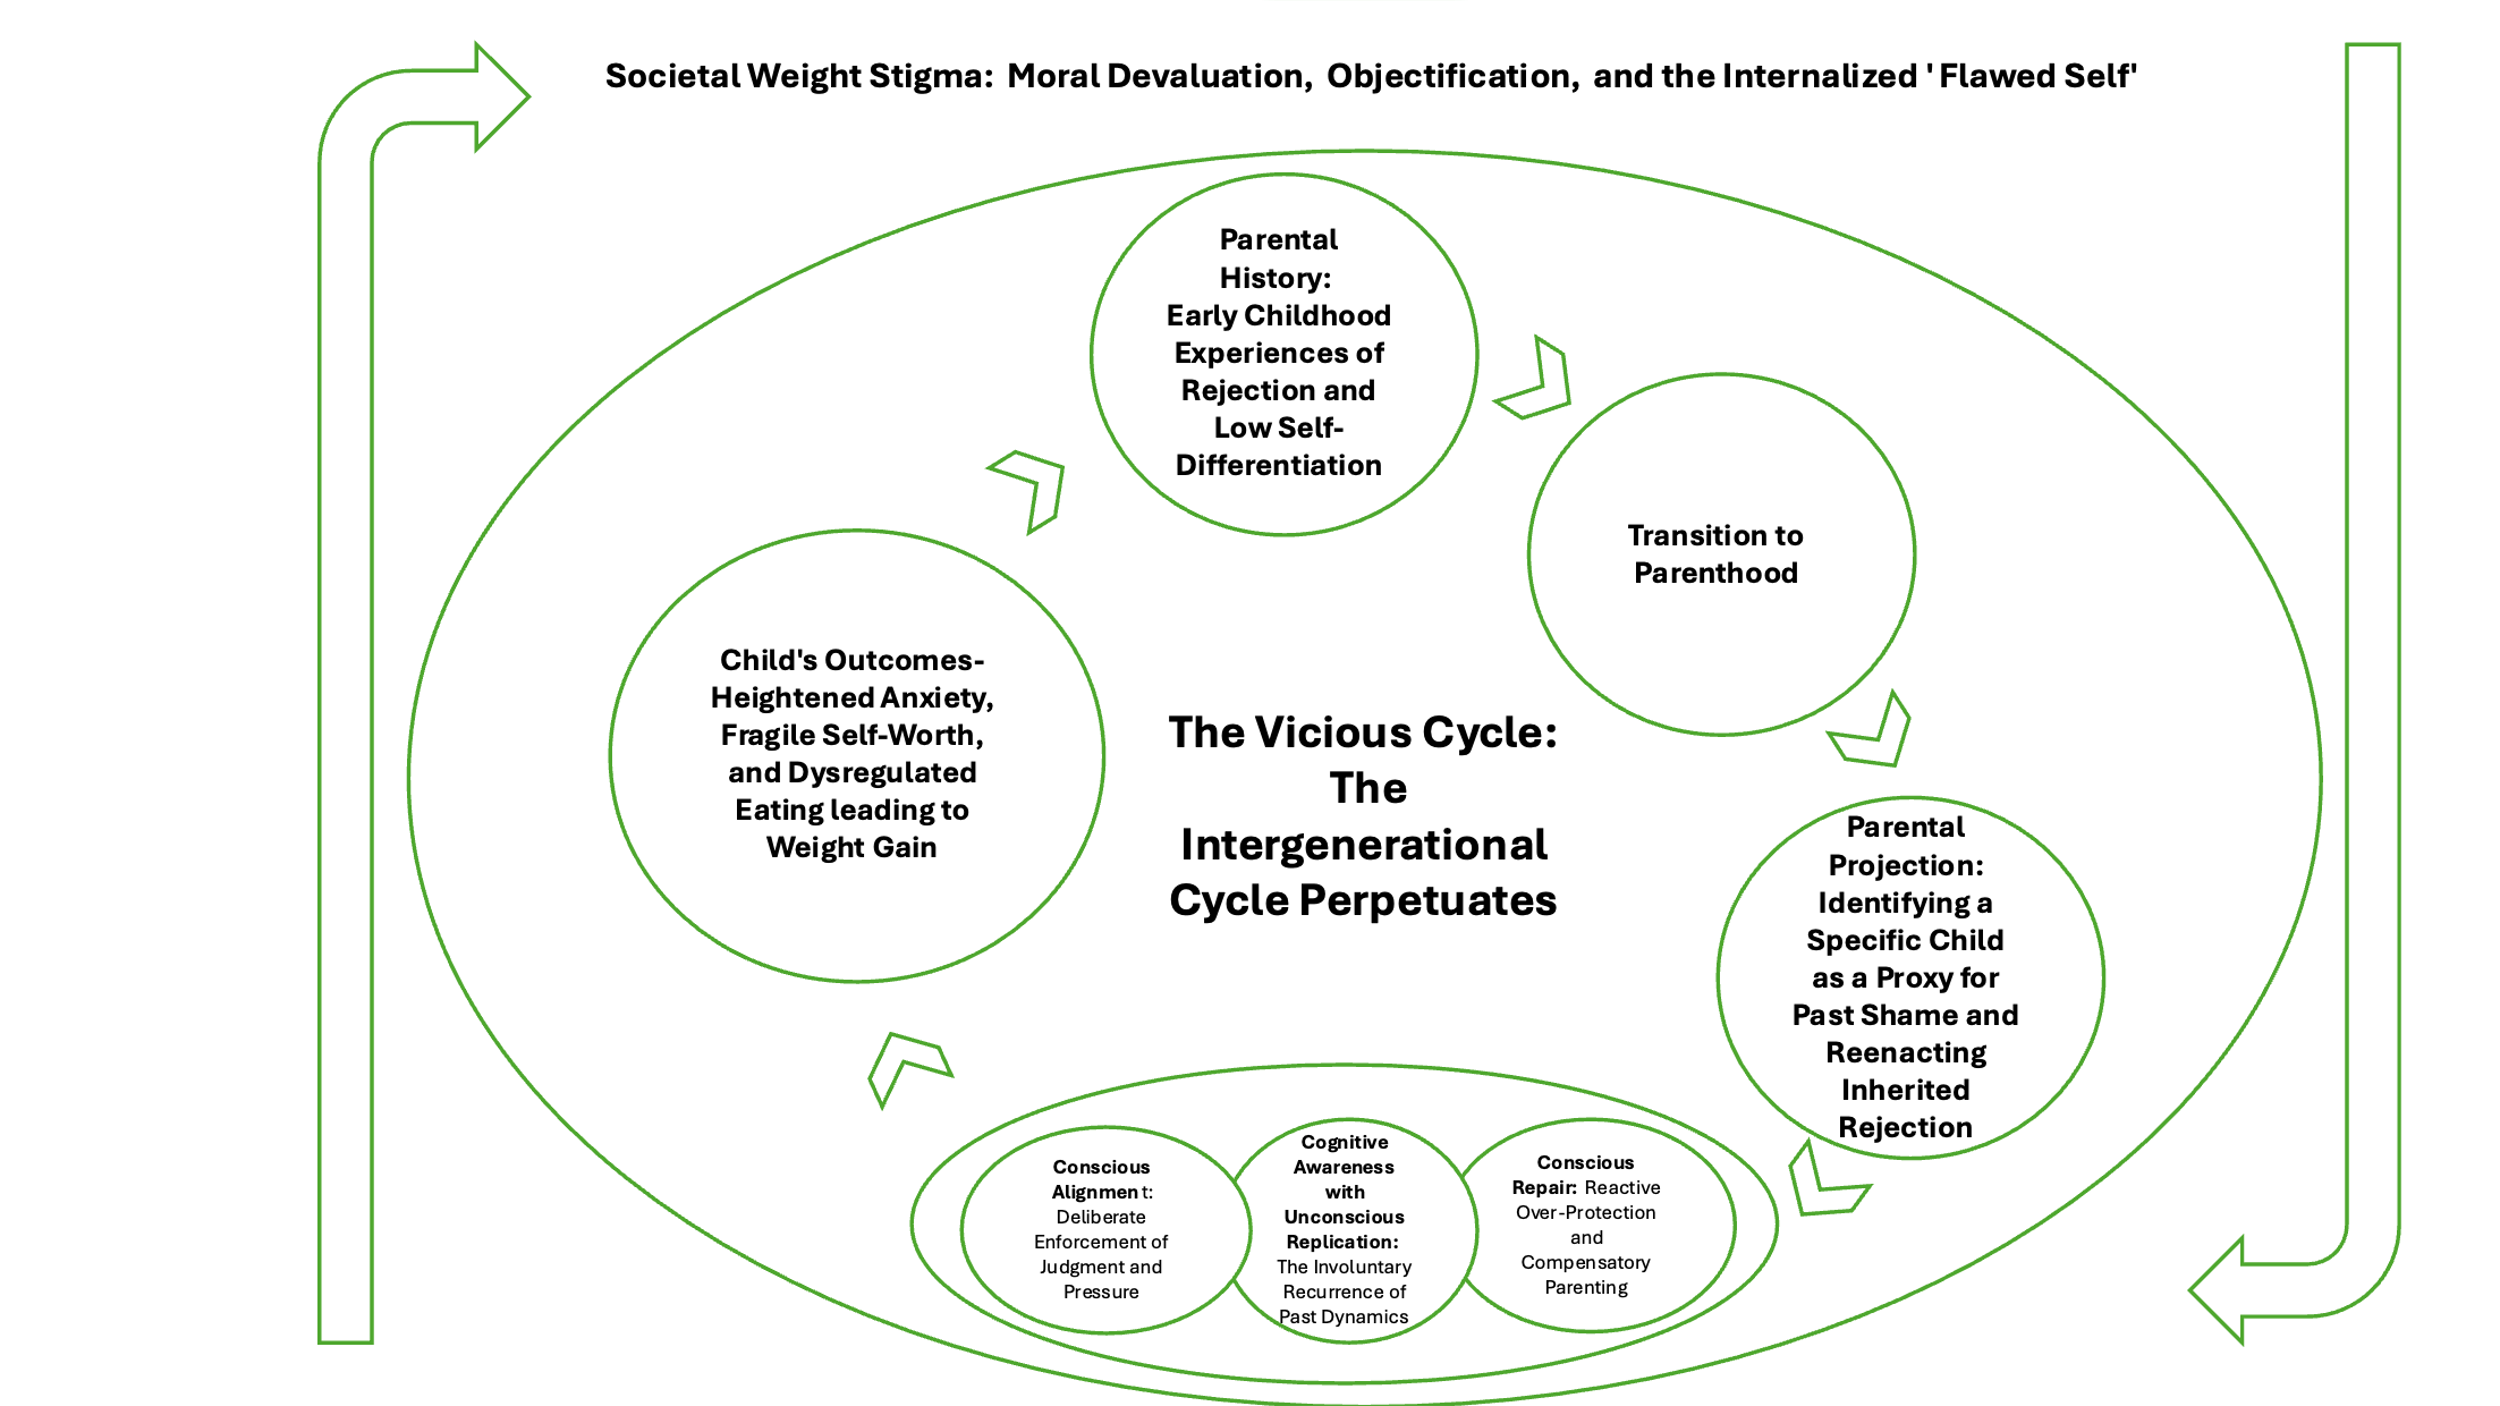 Societal Weight Stigma: Moral Devaluation, Objectification, and the Internalized 'Flawed Self'
Parental
History:
Early Childhood
Experiences of
Rejection and
Low Self-
Differentiation
Transition to
Parenthood
Parental
Projection:
Identifying a
Specific Child
as a Proxy for
Past Shame and
Reenacting
Inherited
Rejection
Conscious
Repair: Reactive
Over-Protection
and
Compensatory
Parenting
Cognitive
Awareness
with
Unconscious
Replication:
The Involuntary
Recurrence of
Past Dynamics
Conscious
Alignment:
Deliberate
Enforcement of
Judgment and
Pressure
Child's Outcomes-
Heightened Anxiety,
Fragile Self-Worth,
and Dysregulated
Eating leading to
Weight Gain
The Vicious Cycle:
The
Intergenerational
Cycle Perpetuates